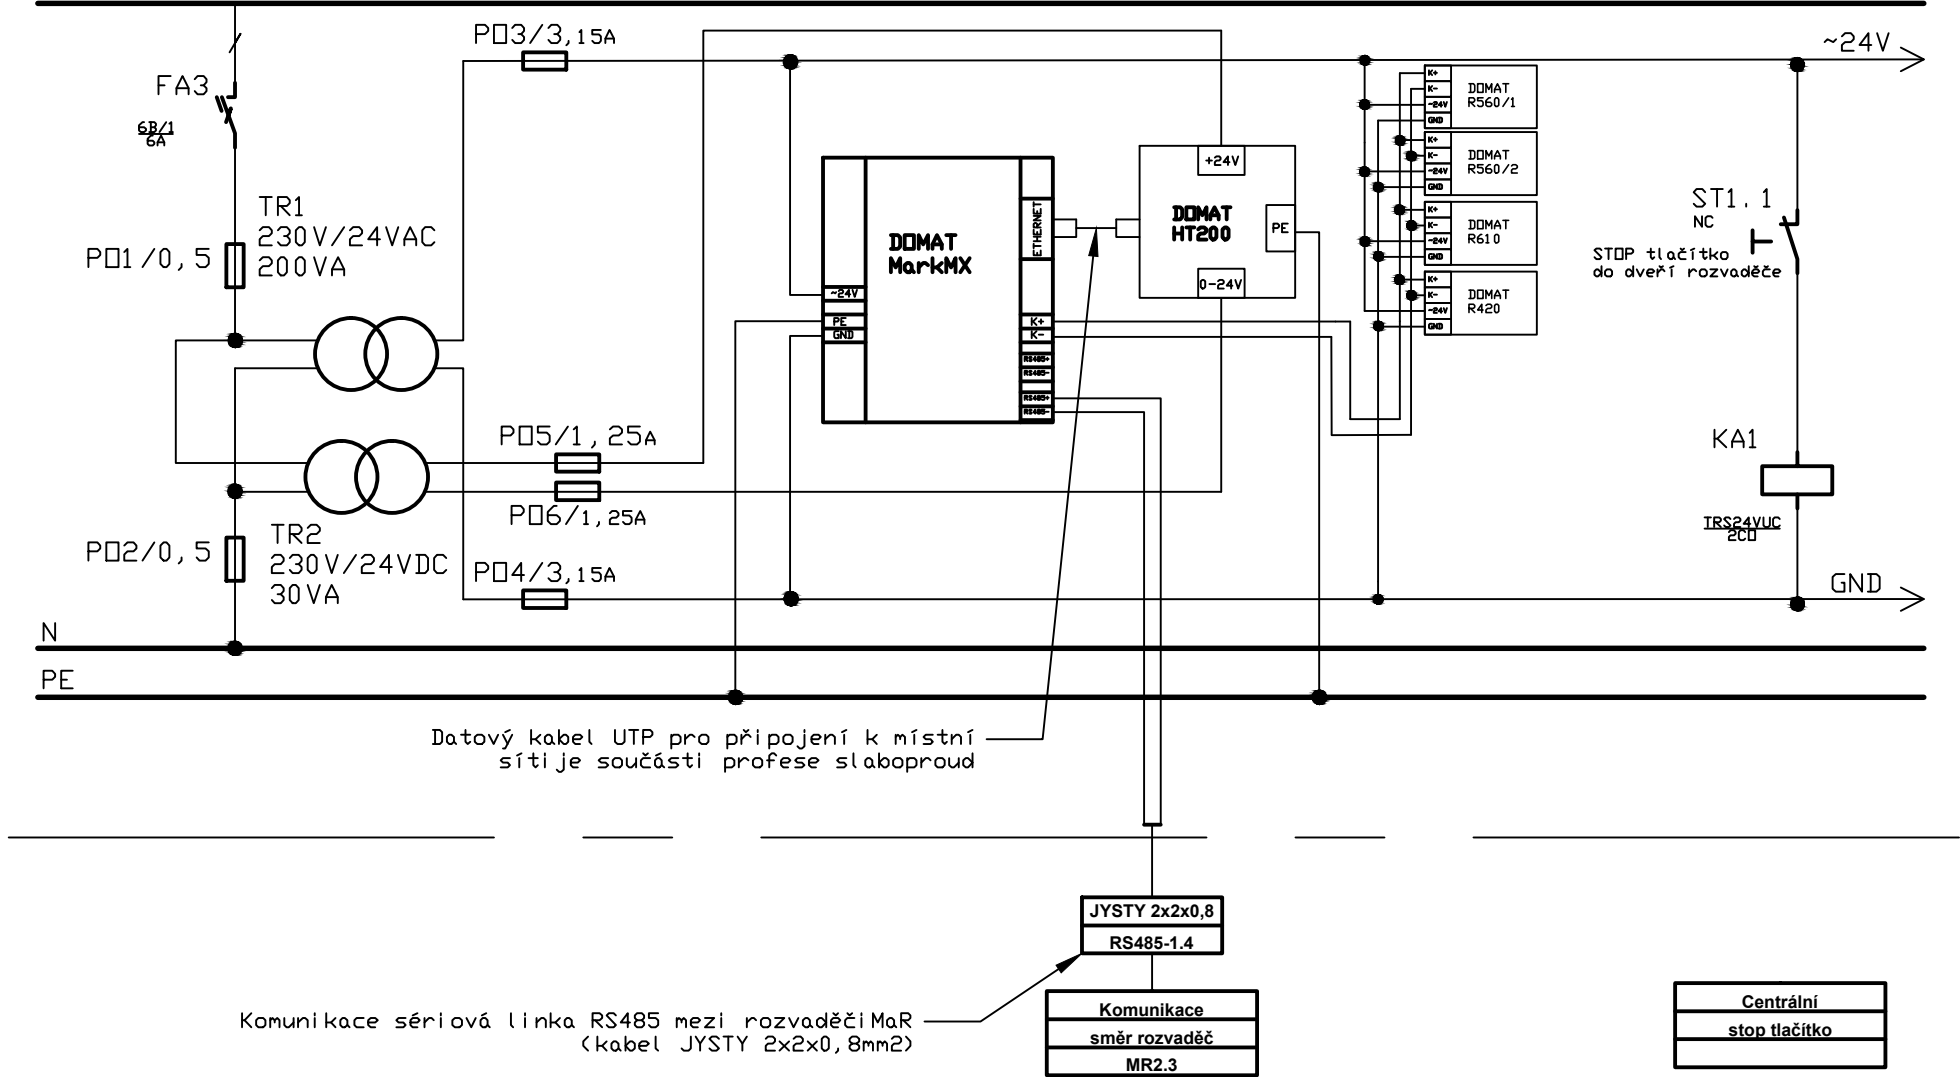 PO3/3,15A
~24V
FA3
6B/1
6A
TR1
230V/24VAC
200VA
PO1/0,5
DOMAT
MarkMX
~24V
PE
GND
ETHERNET
K+
K-
RS485+
RS485-
RS485+
RS485-
+24V
DOMAT
HT200
PE
0-24V
K+
K-
~24V
GND
DOMAT
R560/1
K+
K-
~24V
GND
DOMAT
R560/2
K+
K-
~24V
GND
DOMAT
R610
K+
K-
~24V
GND
DOMAT
R420
ST1.1
NC
STOP tlačítko
do dveří rozvaděče
PO5/1,25A
PO6/1,25A
KA1
TRS24VUC
2CO
PO2/0,5
TR2
230V/24VDC
30VA
PO4/3,15A
GND
N
PE
Datový kabel UTP pro připojení k místní
síti je součásti profese slaboproud
JYSTY 2x2x0,8
RS485-1.4
Komunikace sériová linka RS485 mezi rozvaděči MaR
(kabel JYSTY 2x2x0,8mm2)
Komunikace
směr rozvaděč
MR2.3
Centrální
stop tlačítko